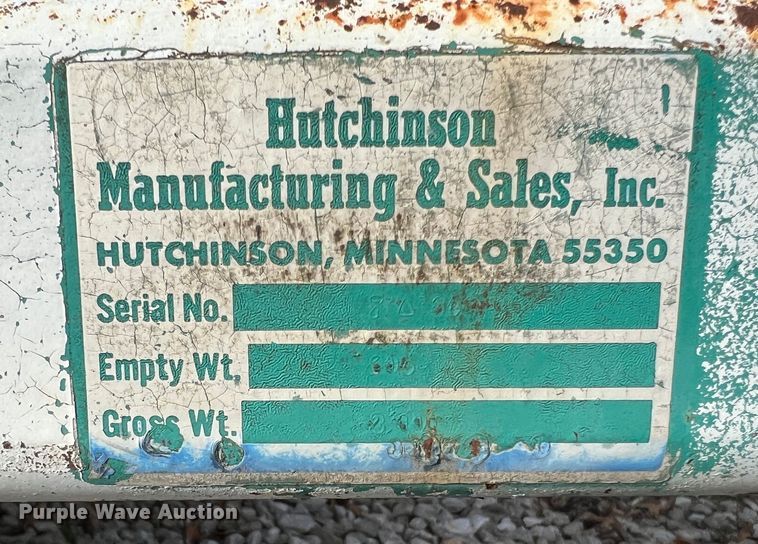 Hutchinson
Manufacturing & Sales, Inc.
HUTCHINSON, MINNESOTA 55350
Serial No.
Empty Wt.
Gross Wt.
Purple Wave Auction